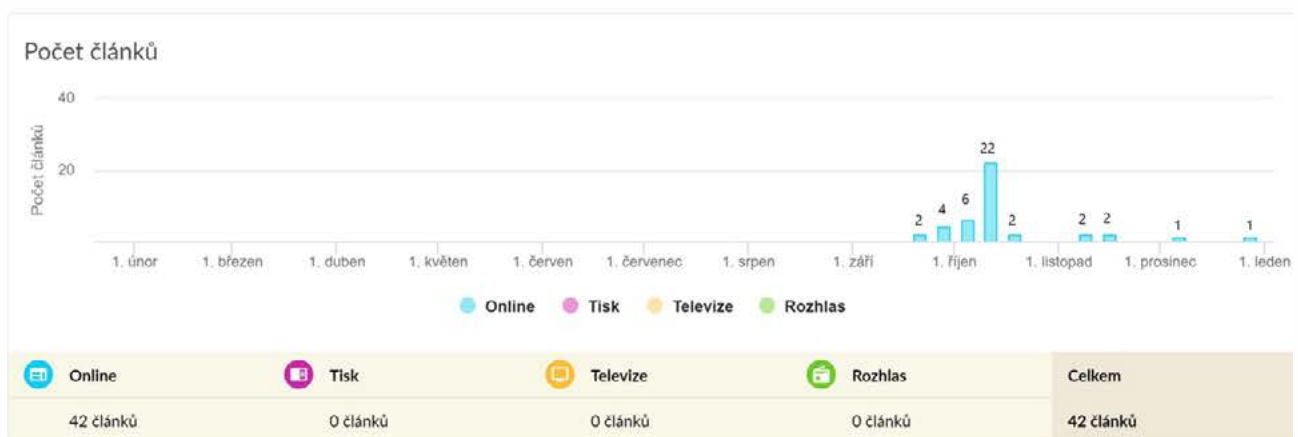 Počet článků
40
Počet článků
20
22
2 4 6 2 2 2 1 1
1. únor 1. březen 1. duben 1. květen 1. červen 1. červenec 1. srpen 1. září 1. říjen 1. listopad 1. prosinec 1. leden
Online Tisk Televize Rozhlas
Online Tisk Televize Rozhlas Celkem
42 článků 0 článků 0 článků 0 článků 42 článků